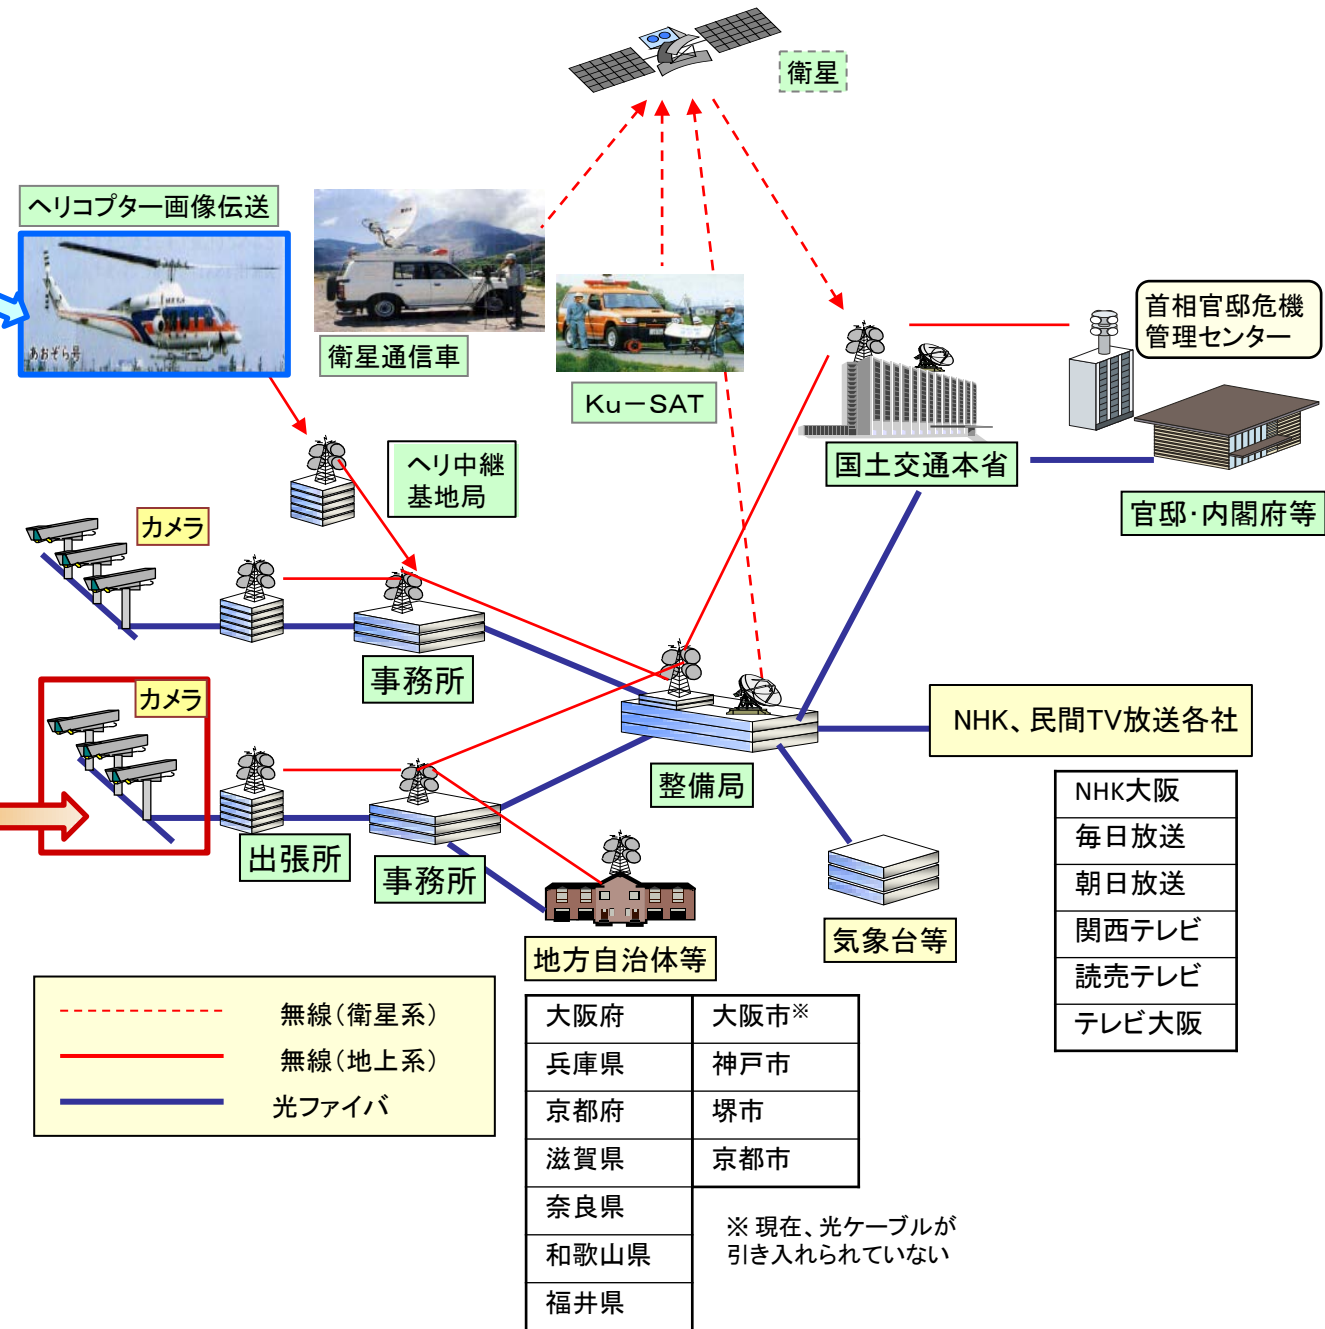 衛星
ヘリコプター画像伝送
あおぞら号
衛星通信車
Ku－SAT
首相官邸危機
管理センター
国土交通本省
官邸・内閣府等
ヘリ中継
基地局
カメラ
事務所
カメラ
出張所
事務所
整備局
NHK、民間TV放送各社
NHK大阪
毎日放送
朝日放送
関西テレビ
読売テレビ
テレビ大阪
気象台等
地方自治体等
大阪府 大阪市※
兵庫県 神戸市
京都府 堺市
滋賀県 京都市
奈良県
和歌山県
福井県
※ 現在、光ケーブルが
引き入れられていない
無線（衛星系）
無線（地上系）
光ファイバ